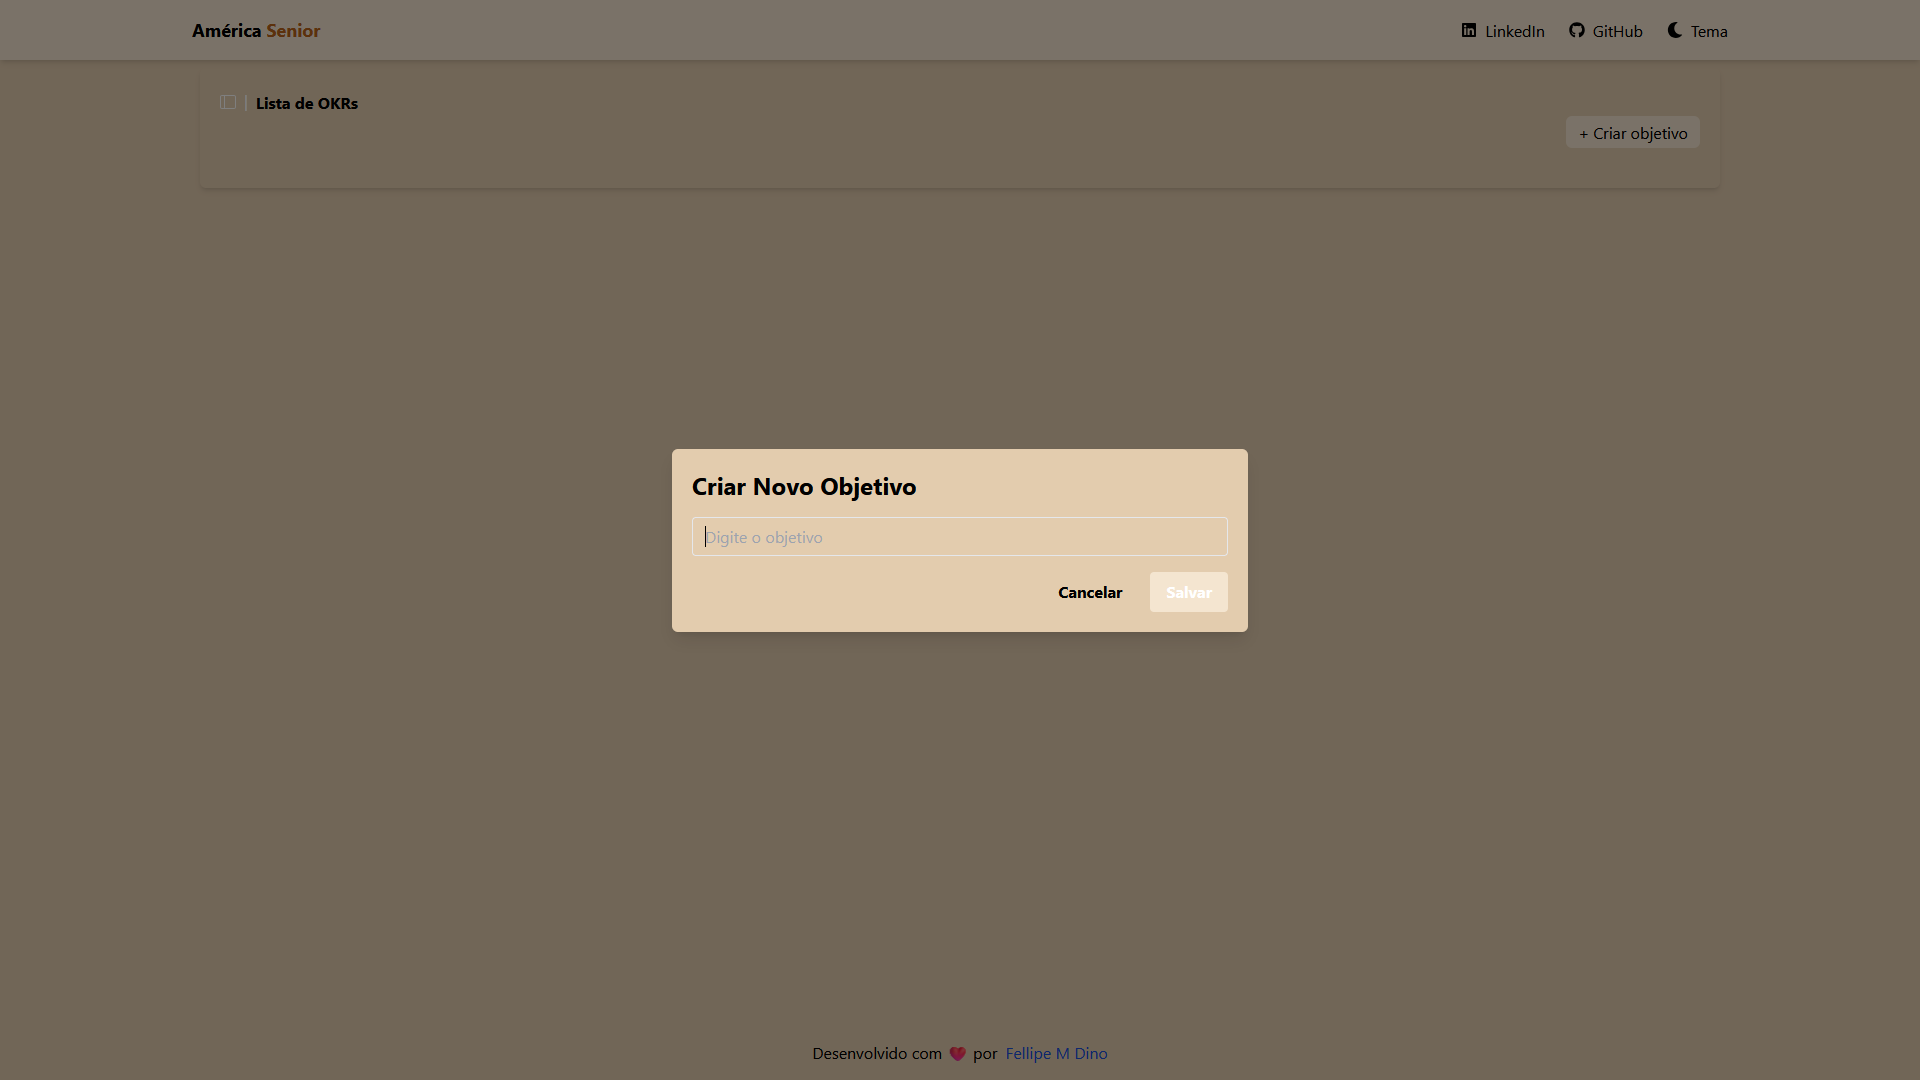 América Senior
LinkedIn
GitHub
Tema
Lista de OKRs
+ Criar objetivo
Criar Novo Objetivo
Digite o objetivo
Cancelar
Salvar
Desenvolvido com ❤️ por Fellipe M Dino